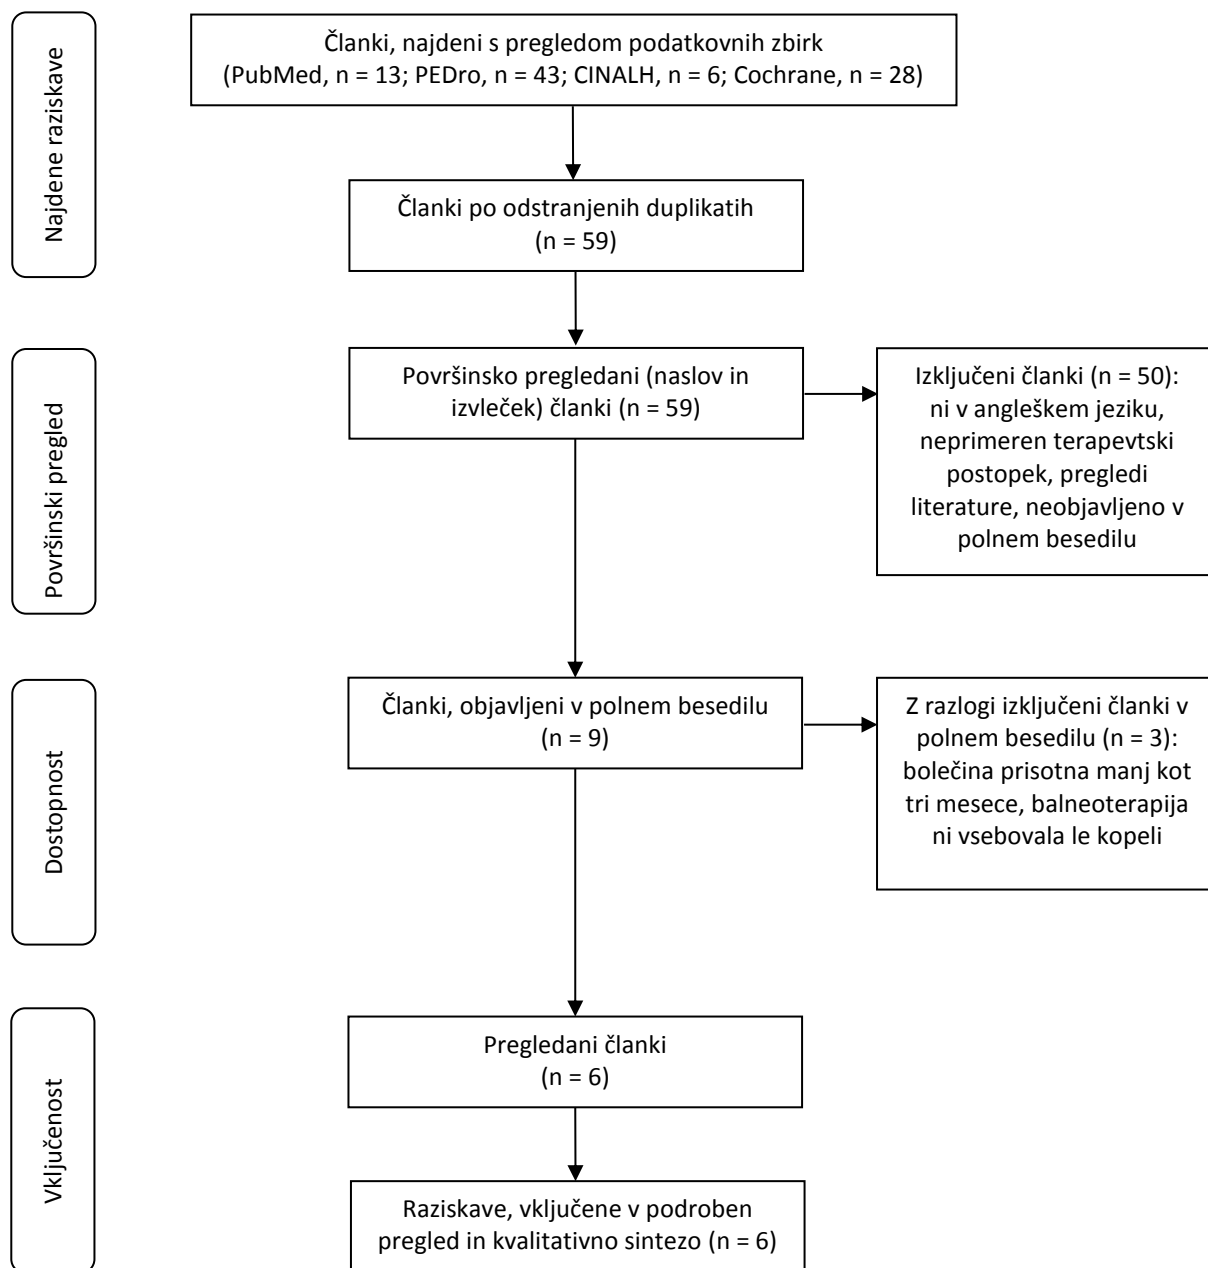 Najdene raziskave
Članki, najdeni s pregledom podatkovnih zbirk
(PubMed, n = 13; PEDro, n = 43; CINALH, n = 6; Cochrane, n = 28)
Članki po odstranjenih duplikatih
(n = 59)
Površinski pregled
Površinsko pregledani (naslov in
izvleček) članki (n = 59)
Izključeni članki (n = 50):
ni v angleškem jeziku,
neprimeren terapevtski
postopek, pregledi
literature, neobjavljeno v
polnem besedilu
Dostopnost
Članki, objavljeni v polnem besedilu
(n = 9)
Z razlogi izključeni članki v
polnem besedilu (n = 3):
bolečina prisotna manj kot
tri mesece, balneoterapija
ni vsebovala le kopeli
Vključenost
Pregledani članki
(n = 6)
Raziskave, vključene v podroben
pregled in kvalitativno sintezo (n = 6)